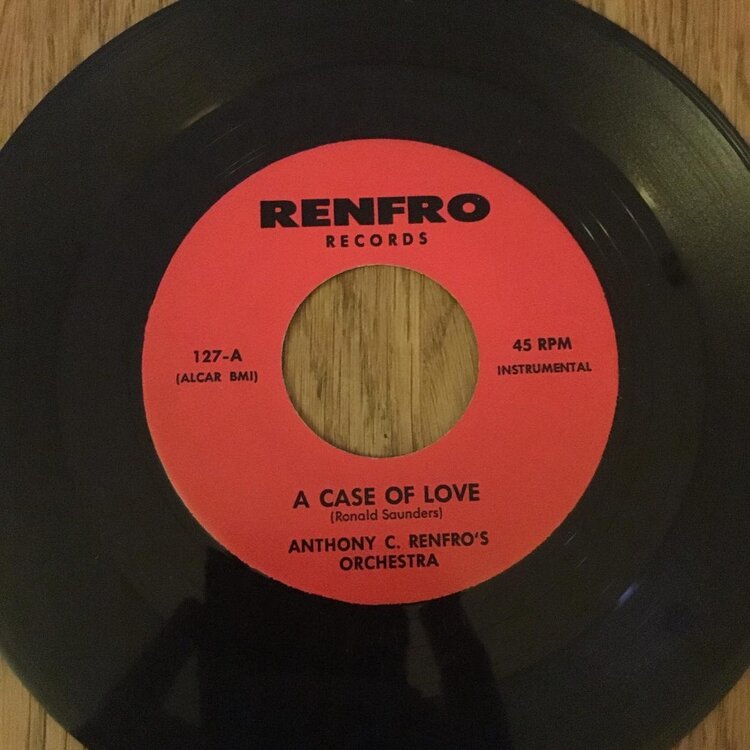 RENFRO
RECORDS
127-A
(ALCAR BMI)
45 RPM
INSTRUMENTAL
A CASE OF LOVE
(Ronald Saunders)
ANTHONY C. RENFRO'S
ORCHESTRA